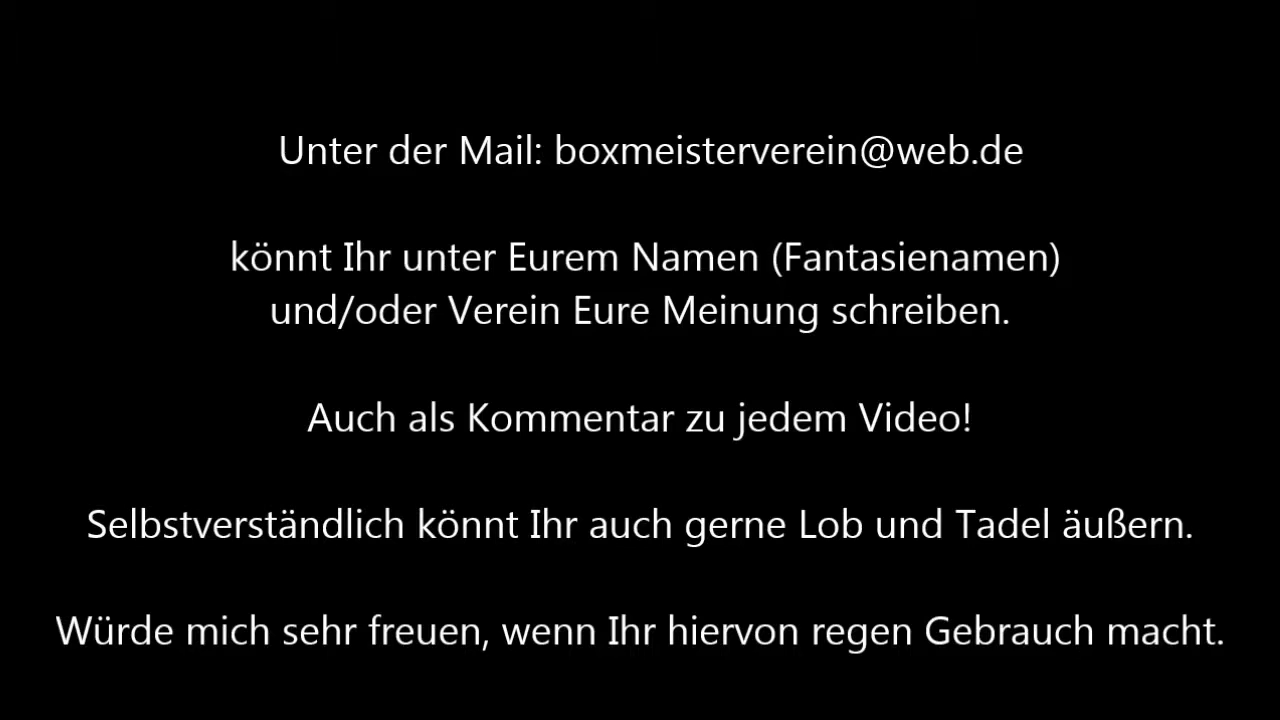 Unter der Mail: boxmeisterverein@web.de
könnt Ihr unter Eurem Namen (Fantasienamen)
und/oder Verein Eure Meinung schreiben.
Auch als Kommentar zu jedem Video!
Selbstverständlich könnt Ihr auch gerne Lob und Tadel äußern.
Würde mich sehr freuen, wenn Ihr hiervon regen Gebrauch macht.